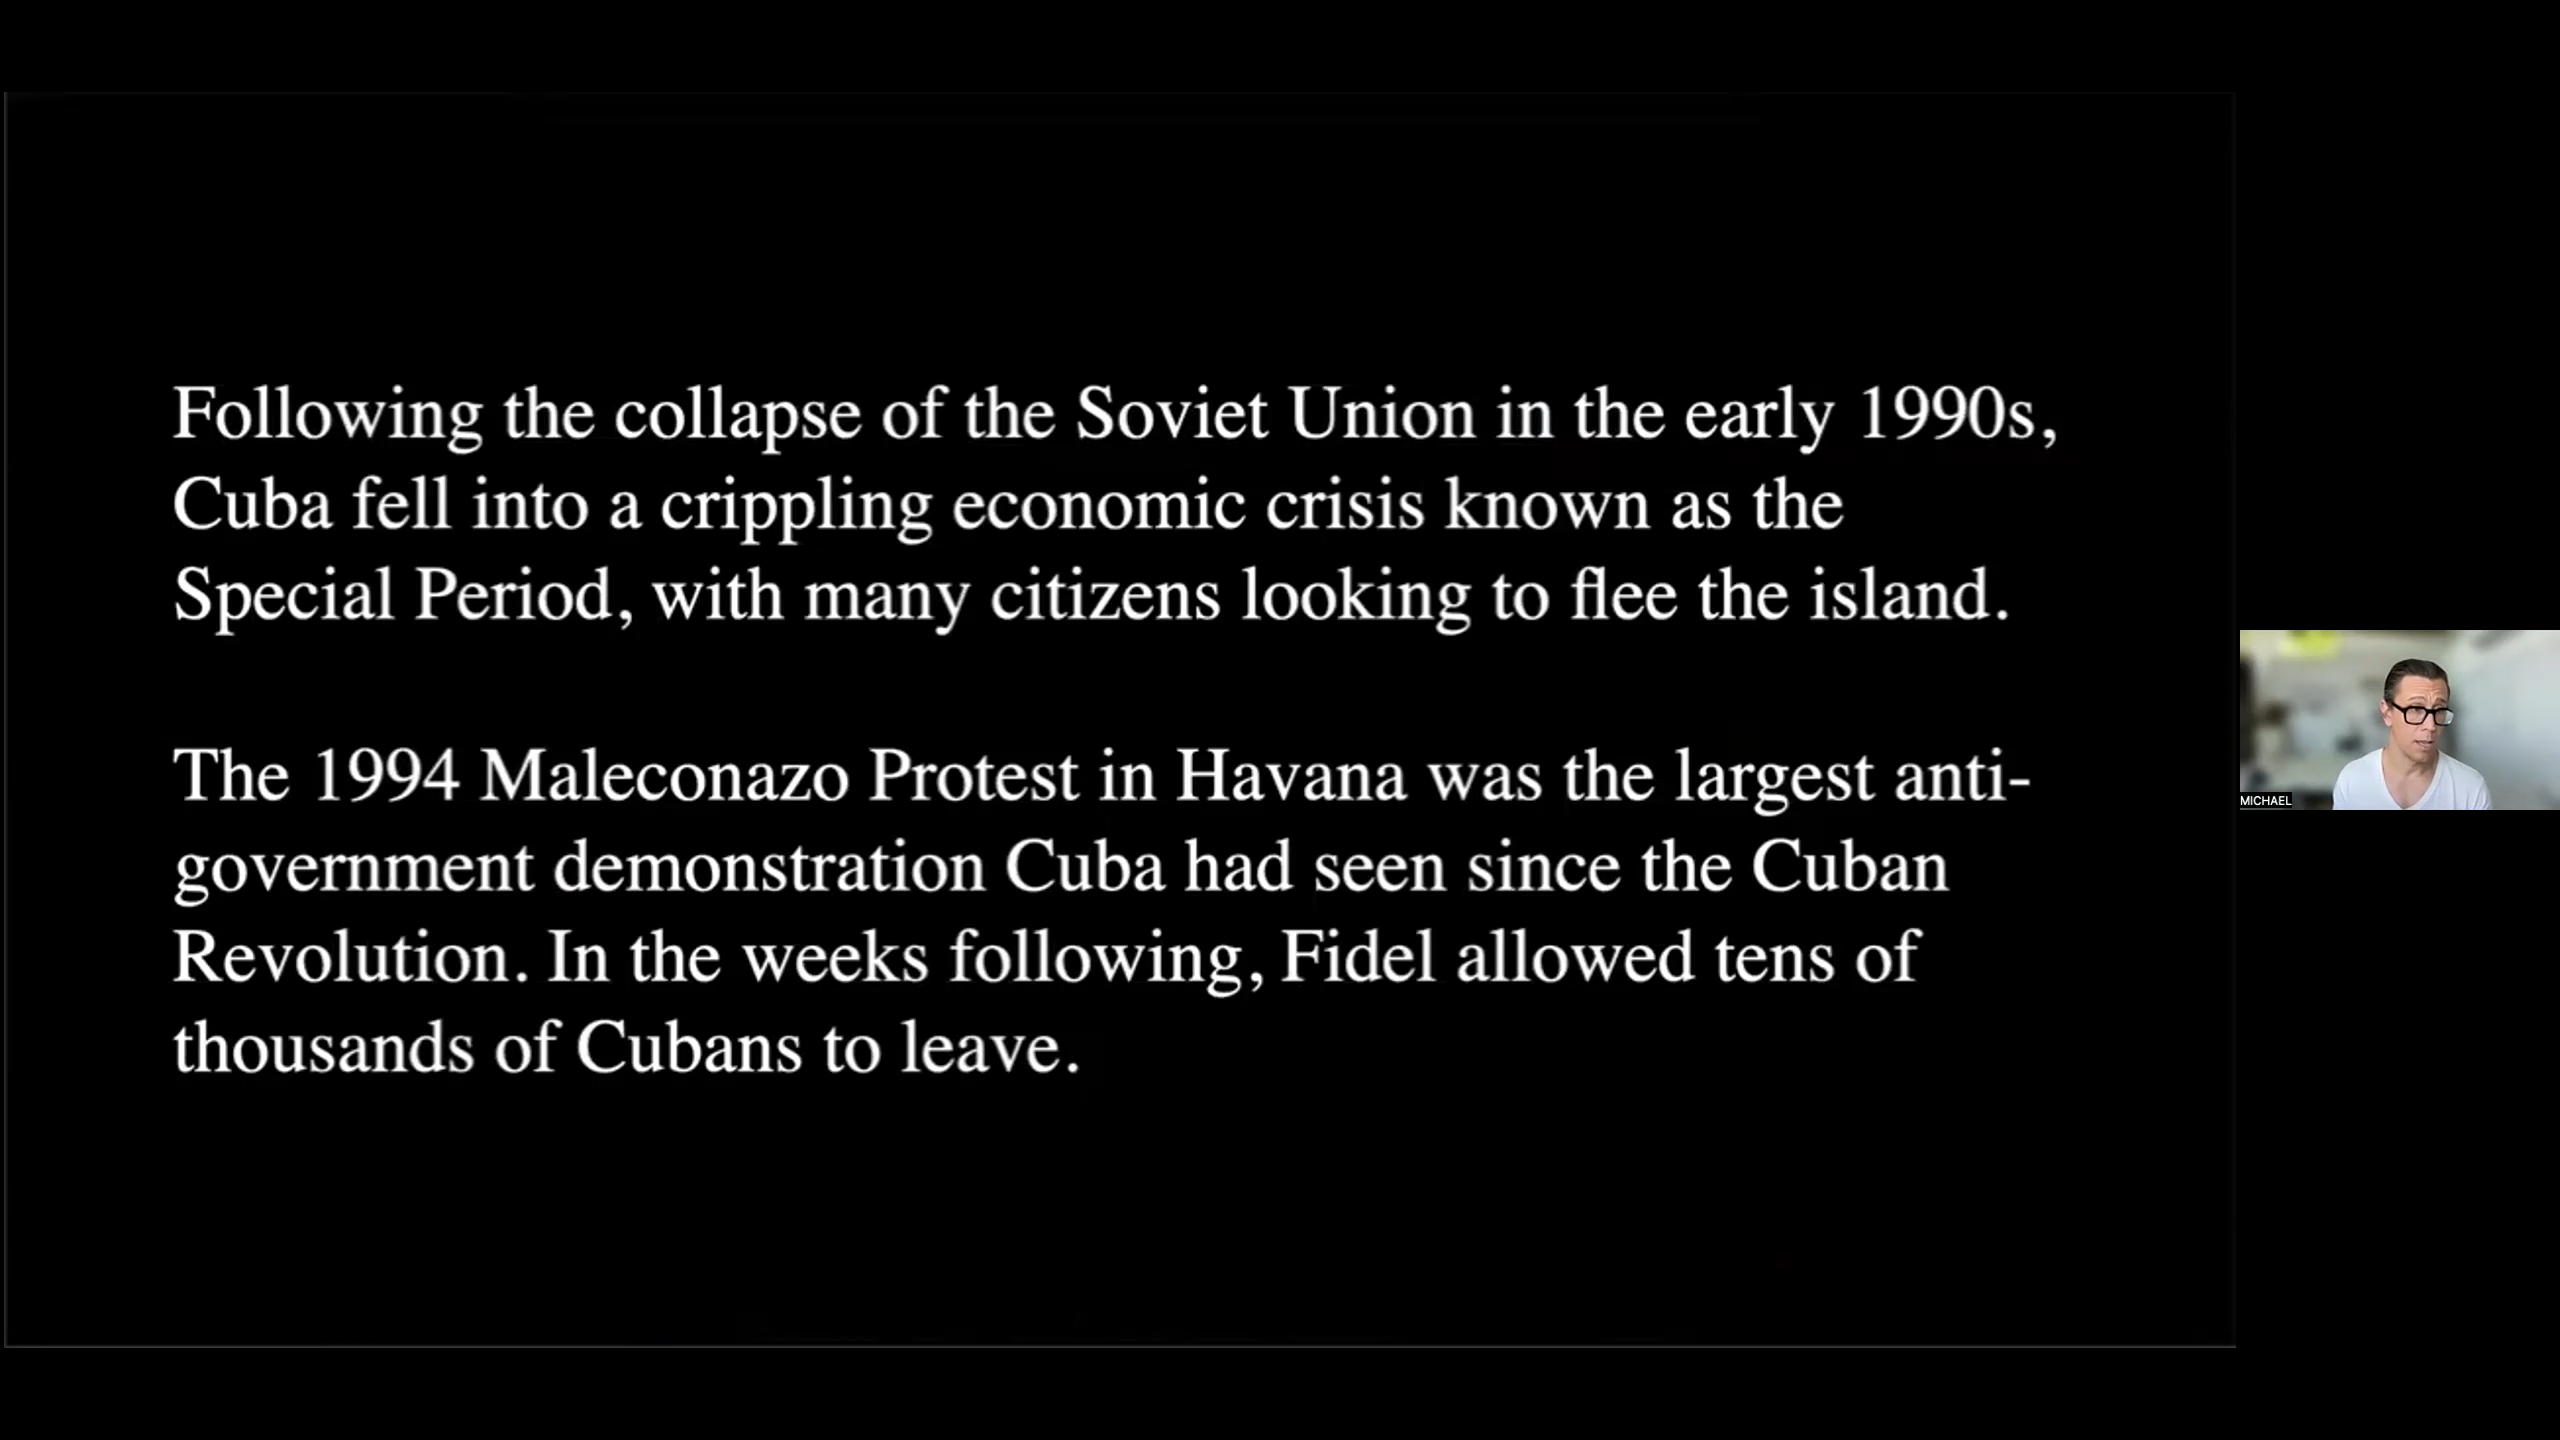 Following the collapse of the Soviet Union in the early 1990s,
Cuba fell into a crippling economic crisis known as the
Special Period, with many citizens looking to flee the island.
The 1994 Maleconazo Protest in Havana was the largest anti-
government demonstration Cuba had seen since the Cuban
Revolution. In the weeks following, Fidel allowed tens of
thousands of Cubans to leave.
MICHAEL